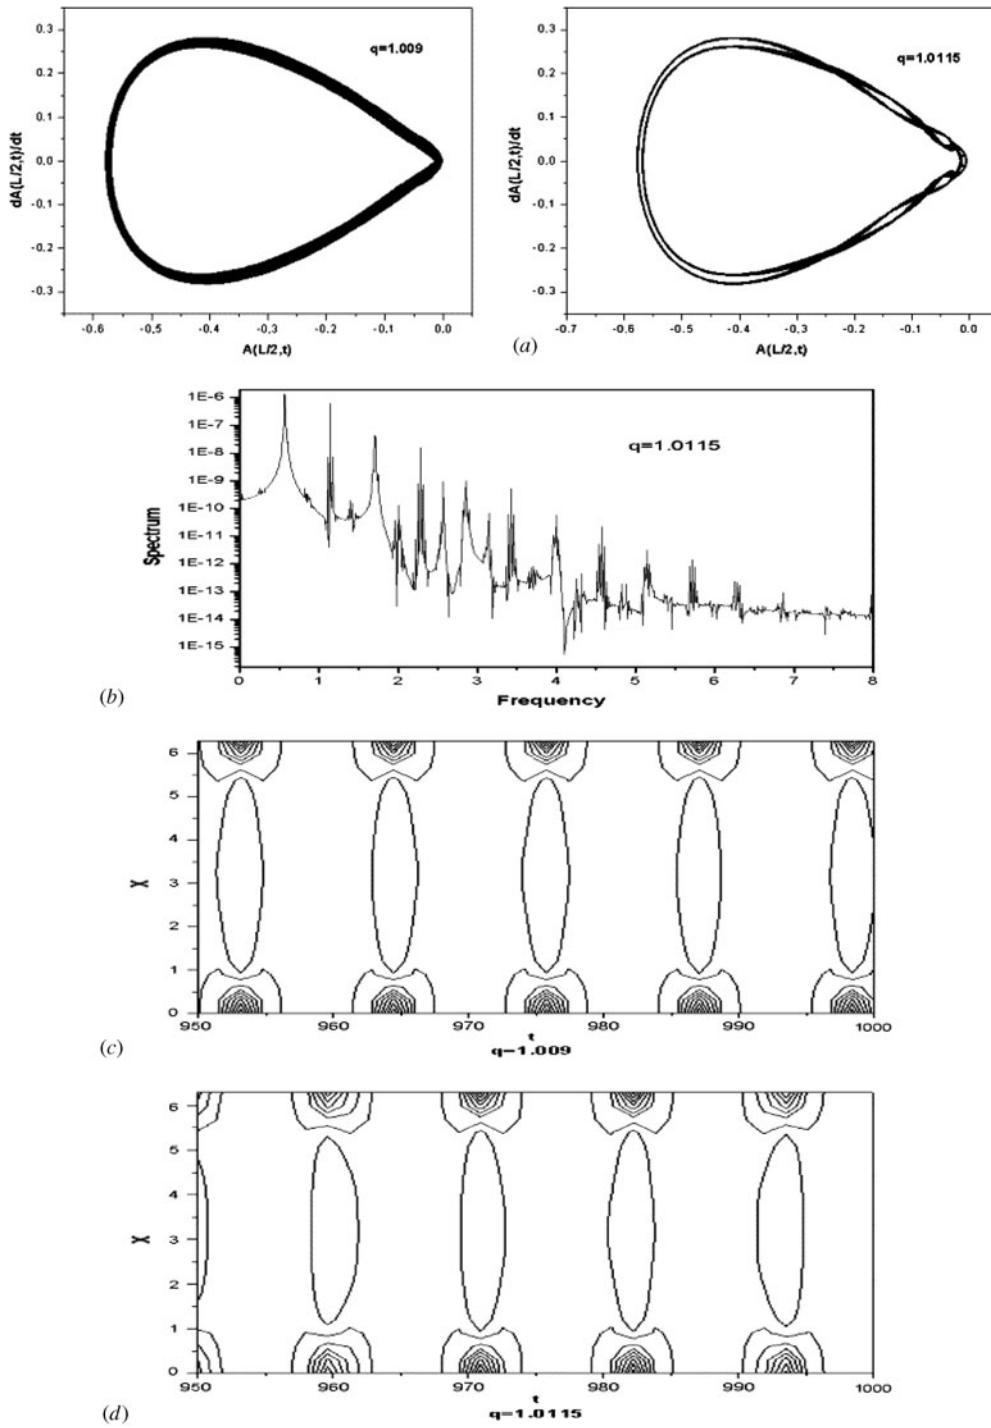 0.3
0.2
0.1
0.0
-0.1
-0.2
-0.3
dA(L/2,t)/dt
q=1.009
-0.6 -0.5 -0.4 -0.3 -0.2 -0.1 0.0
A(L/2,t)
0.3
0.2
0.1
0.0
-0.1
-0.2
-0.3
dA(L/2,t)/dt
q=1.0115
-0.7 -0.6 -0.5 -0.4 -0.3 -0.2 -0.1 0.0
A(L/2,t)
(a)
1E-6
1E-7
1E-8
1E-9
1E-10
1E-11
1E-12
1E-13
1E-14
1E-15
Spectrum
q=1.0115
0 1 2 3 4 5 6 7 8
Frequency
(b)
6
5
4
3
2
1
0
X
950 960 970 980 990 1000
t
q=1.009
(c)
6
5
4
3
2
1
0
X
950 960 970 980 990 1000
t
q=1.0115
(d)